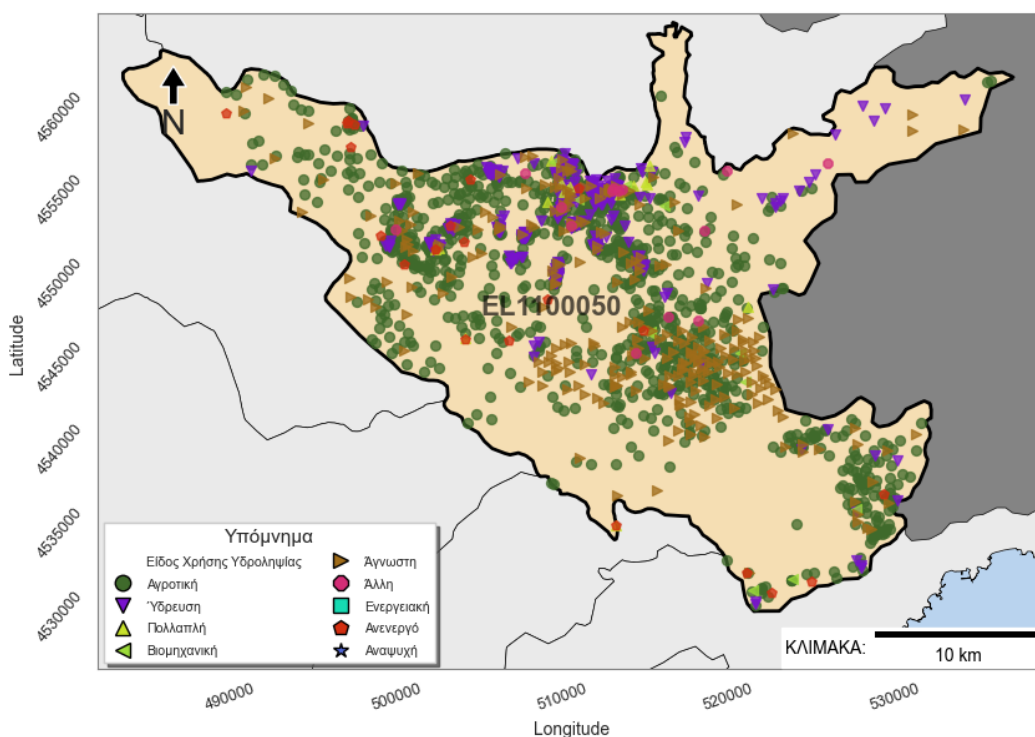 4560000
4555000
4550000
4545000
4540000
4535000
4530000
Latitude
N
EL1100050
Υπόμνημα
Είδος Χρήσης Υδροληψίας
Αγροτική
Ύδρευση
Πολλαπλή
Βιομηχανική
Άγνωστη
Άλλη
Ενεργειακή
Ανενεργό
Αναψυχή
ΚΛΙΜΑΚΑ:
10 km
490000
500000
510000
520000
530000
Longitude